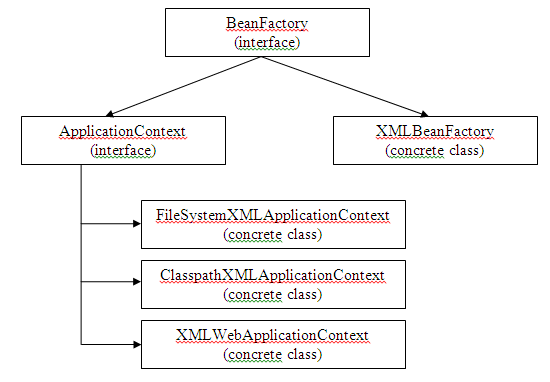 BeanFactory
(interface)
ApplicationContext
(interface)
XMLBeanFactory
(concrete class)
FileSystemXMLApplicationContext
(concrete class)
ClasspathXMLApplicationContext
(concrete class)
XMLWebApplicationContext
(concrete class)